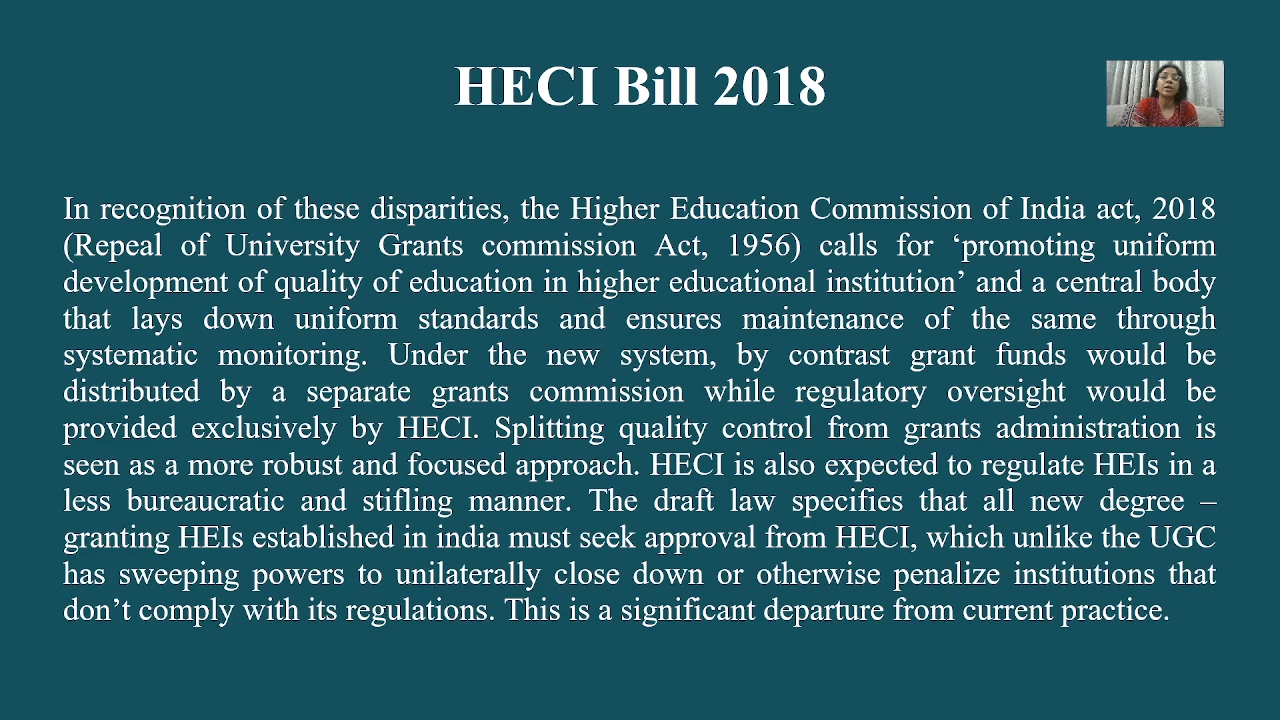 HECI Bill 2018
In recognition of these disparities, the Higher Education Commission of India act, 2018
(Repeal of University Grants commission Act, 1956) calls for ‘promoting uniform
development of quality of education in higher educational institution’ and a central body
that lays down uniform standards and ensures maintenance of the same through
systematic monitoring. Under the new system, by contrast grant funds would be
distributed by a separate grants commission while regulatory oversight would be
provided exclusively by HECI. Splitting quality control from grants administration is
seen as a more robust and focused approach. HECI is also expected to regulate HEIs in a
less bureaucratic and stifling manner. The draft law specifies that all new degree –
granting HEIs established in india must seek approval from HECI, which unlike the UGC
has sweeping powers to unilaterally close down or otherwise penalize institutions that
don’t comply with its regulations. This is a significant departure from current practice.